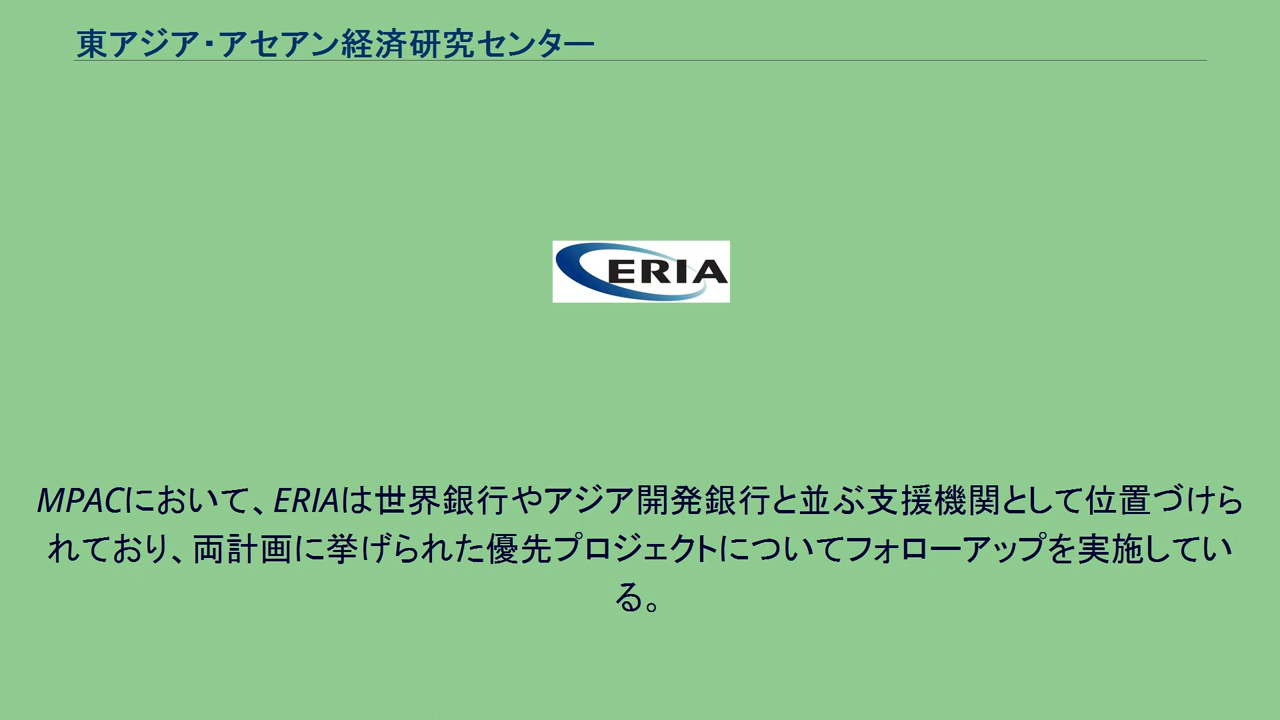 東アジア・アセアン経済研究センター
ERIA
MPACにおいて、ERIAは世界銀行やアジア開発銀行と並ぶ支援機関として位置づけら
れており、両計画に挙げられた優先プロジェクトについてフォローアップを実施してい
る。